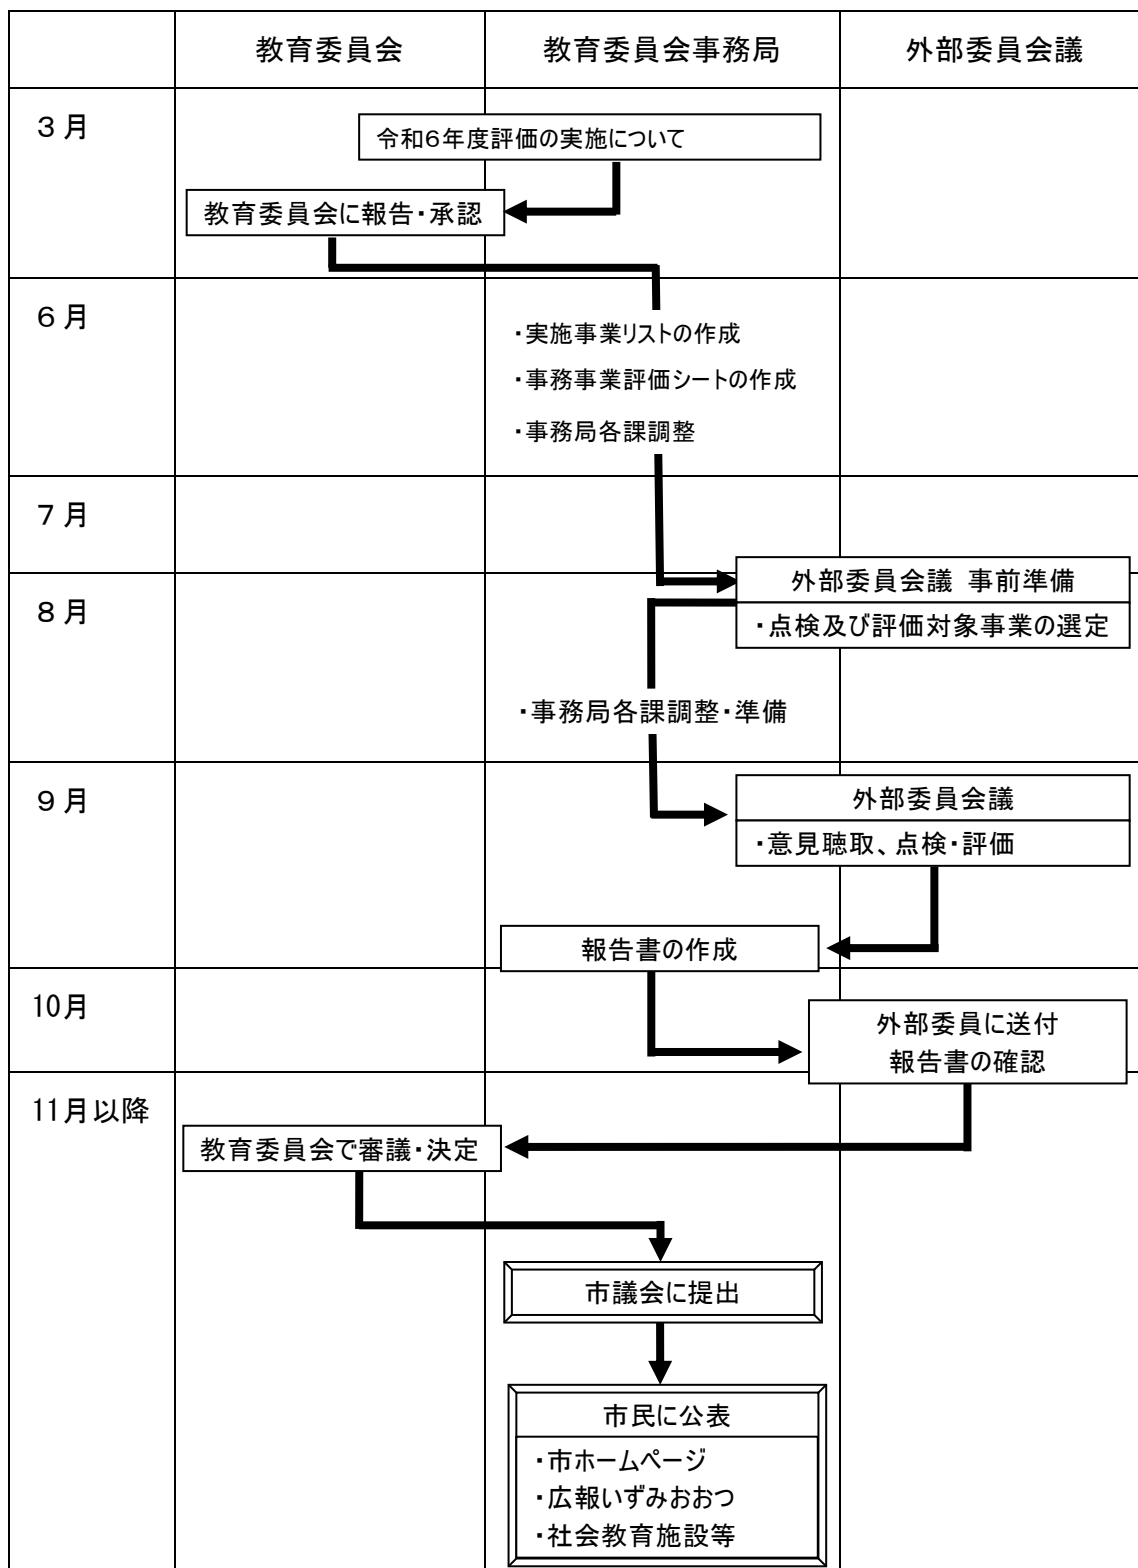 教育委員会
教育委員会事務局
外部委員会議
３月
令和６年度評価の実施について
教育委員会に報告・承認
６月
・実施事業リストの作成
・事務事業評価シートの作成
・事務局各課調整
７月
外部委員会議 事前準備
８月
・点検及び評価対象事業の選定
・事務局各課調整・準備
９月
外部委員会議
・意見聴取、点検・評価
報告書の作成
10月
外部委員に送付
報告書の確認
11月以降
教育委員会で審議・決定
市議会に提出
市民に公表
・市ホームページ
・広報いずみおおつ
・社会教育施設等